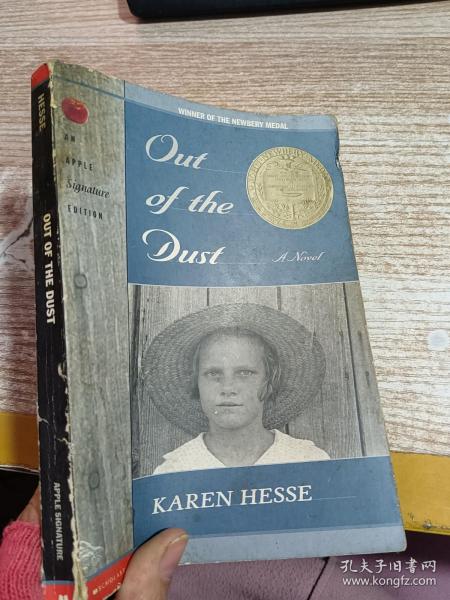 WINNER OF THE NEWBERY MEDAL
Out
of the
Dust
A Novel
KAREN HESSE
AN
APPLE
Signature
EDITION
HESSE
OUT OF THE DUST
APPLE SIGNATURE
SCHOLAST
孔夫子旧书网
www.kongfz.com